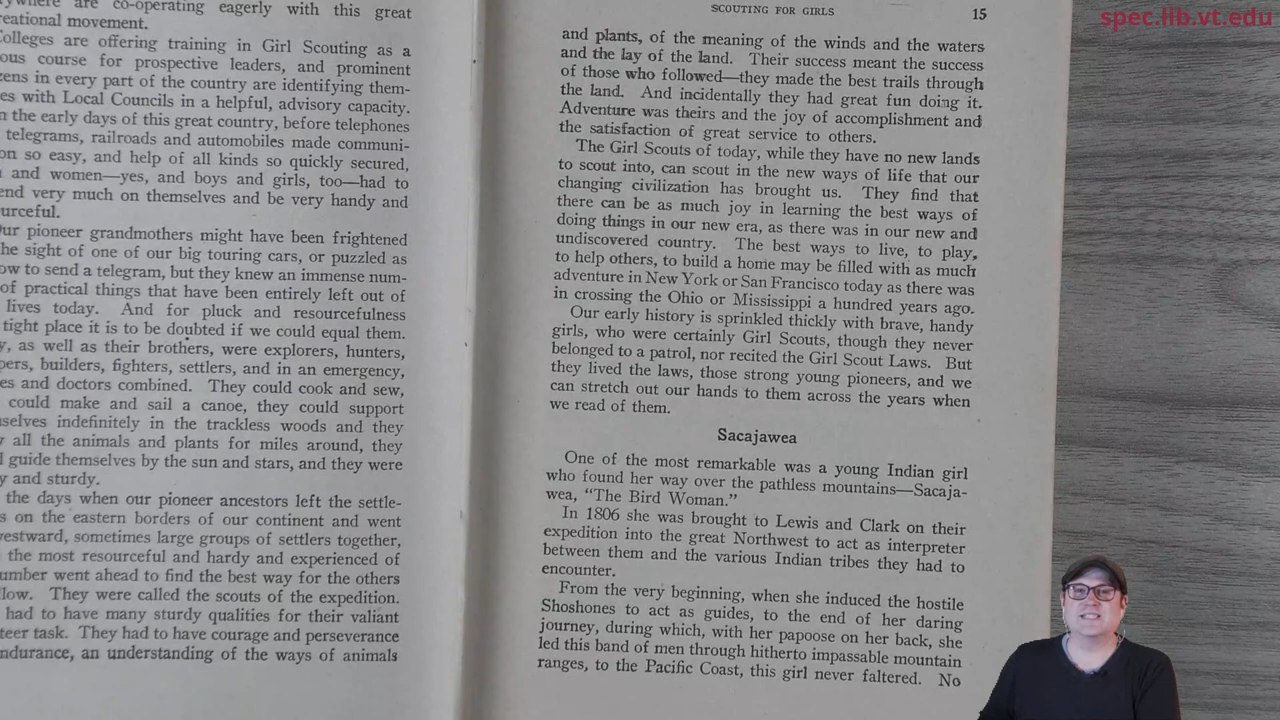 are co-operating eagerly with this great
reational movement.
Colleges are offering training in Girl Scouting as a
ous course for prospective leaders, and prominent
zens in every part of the country are identifying them-
es with Local Councils in a helpful, advisory capacity.
n the early days of this great country, before telephones
telegrams, railroads and automobiles made communi-
on so easy, and help of all kinds so quickly secured,
and women—yes, and boys and girls, too—had to
end very much on themselves and be very handy and
urceful.
Our pioneer grandmothers might have been frightened
he sight of one of our big touring cars, or puzzled as
ow to send a telegram, but they knew an immense num-
of practical things that have been entirely left out of
lives today. And for pluck and resourcefulness
tight place it is to be doubted if we could equal them.
y, as well as their brothers, were explorers, hunters,
pers, builders, fighters, settlers, and in an emergency,
es and doctors combined. They could cook and sew,
could make and sail a canoe, they could support
selves indefinitely in the trackless woods and they
all the animals and plants for miles around, they
guide themselves by the sun and stars, and they were
y and sturdy.
the days when our pioneer ancestors left the settle-
s on the eastern borders of our continent and went
westward, sometimes large groups of settlers together,
the most resourceful and hardy and experienced of
umber went ahead to find the best way for the others
llow. They were called the scouts of the expedition.
had to have many sturdy qualities for their valiant
teer task. They had to have courage and perseverance
ndurance, an understanding of the ways of animals
SCOUTING FOR GIRLS 15
and plants, of the meaning of the winds and the waters
and the lay of the land. Their success meant the success
of those who followed—they made the best trails through
the land. And incidentally they had great fun doing it.
Adventure was theirs and the joy of accomplishment and
the satisfaction of great service to others.
The Girl Scouts of today, while they have no new lands
to scout into, can scout in the new ways of life that our
changing civilization has brought us. They find that
there can be as much joy in learning the best ways of
doing things in our new era, as there was in our new and
undiscovered country. The best ways to live, to play,
to help others, to build a home may be filled with as much
adventure in New York or San Francisco today as there was
in crossing the Ohio or Mississippi a hundred years ago.
Our early history is sprinkled thickly with brave, handy
girls, who were certainly Girl Scouts, though they never
belonged to a patrol, nor recited the Girl Scout Laws. But
they lived the laws, those strong young pioneers, and we
can stretch out our hands to them across the years when
we read of them.
Sacajawea
One of the most remarkable was a young Indian girl
who found her way over the pathless mountains—Sacaja-
wea, "The Bird Woman."
In 1806 she was brought to Lewis and Clark on their
expedition into the great Northwest to act as interpreter
between them and the various Indian tribes they had to
encounter.
From the very beginning, when she induced the hostile
Shoshones to act as guides, to the end of her daring
journey, during which, with her papoose on her back, she
led this band of men through hitherto impassable mountain
ranges, to the Pacific Coast, this girl never faltered. No
spec.lib.vt.edu